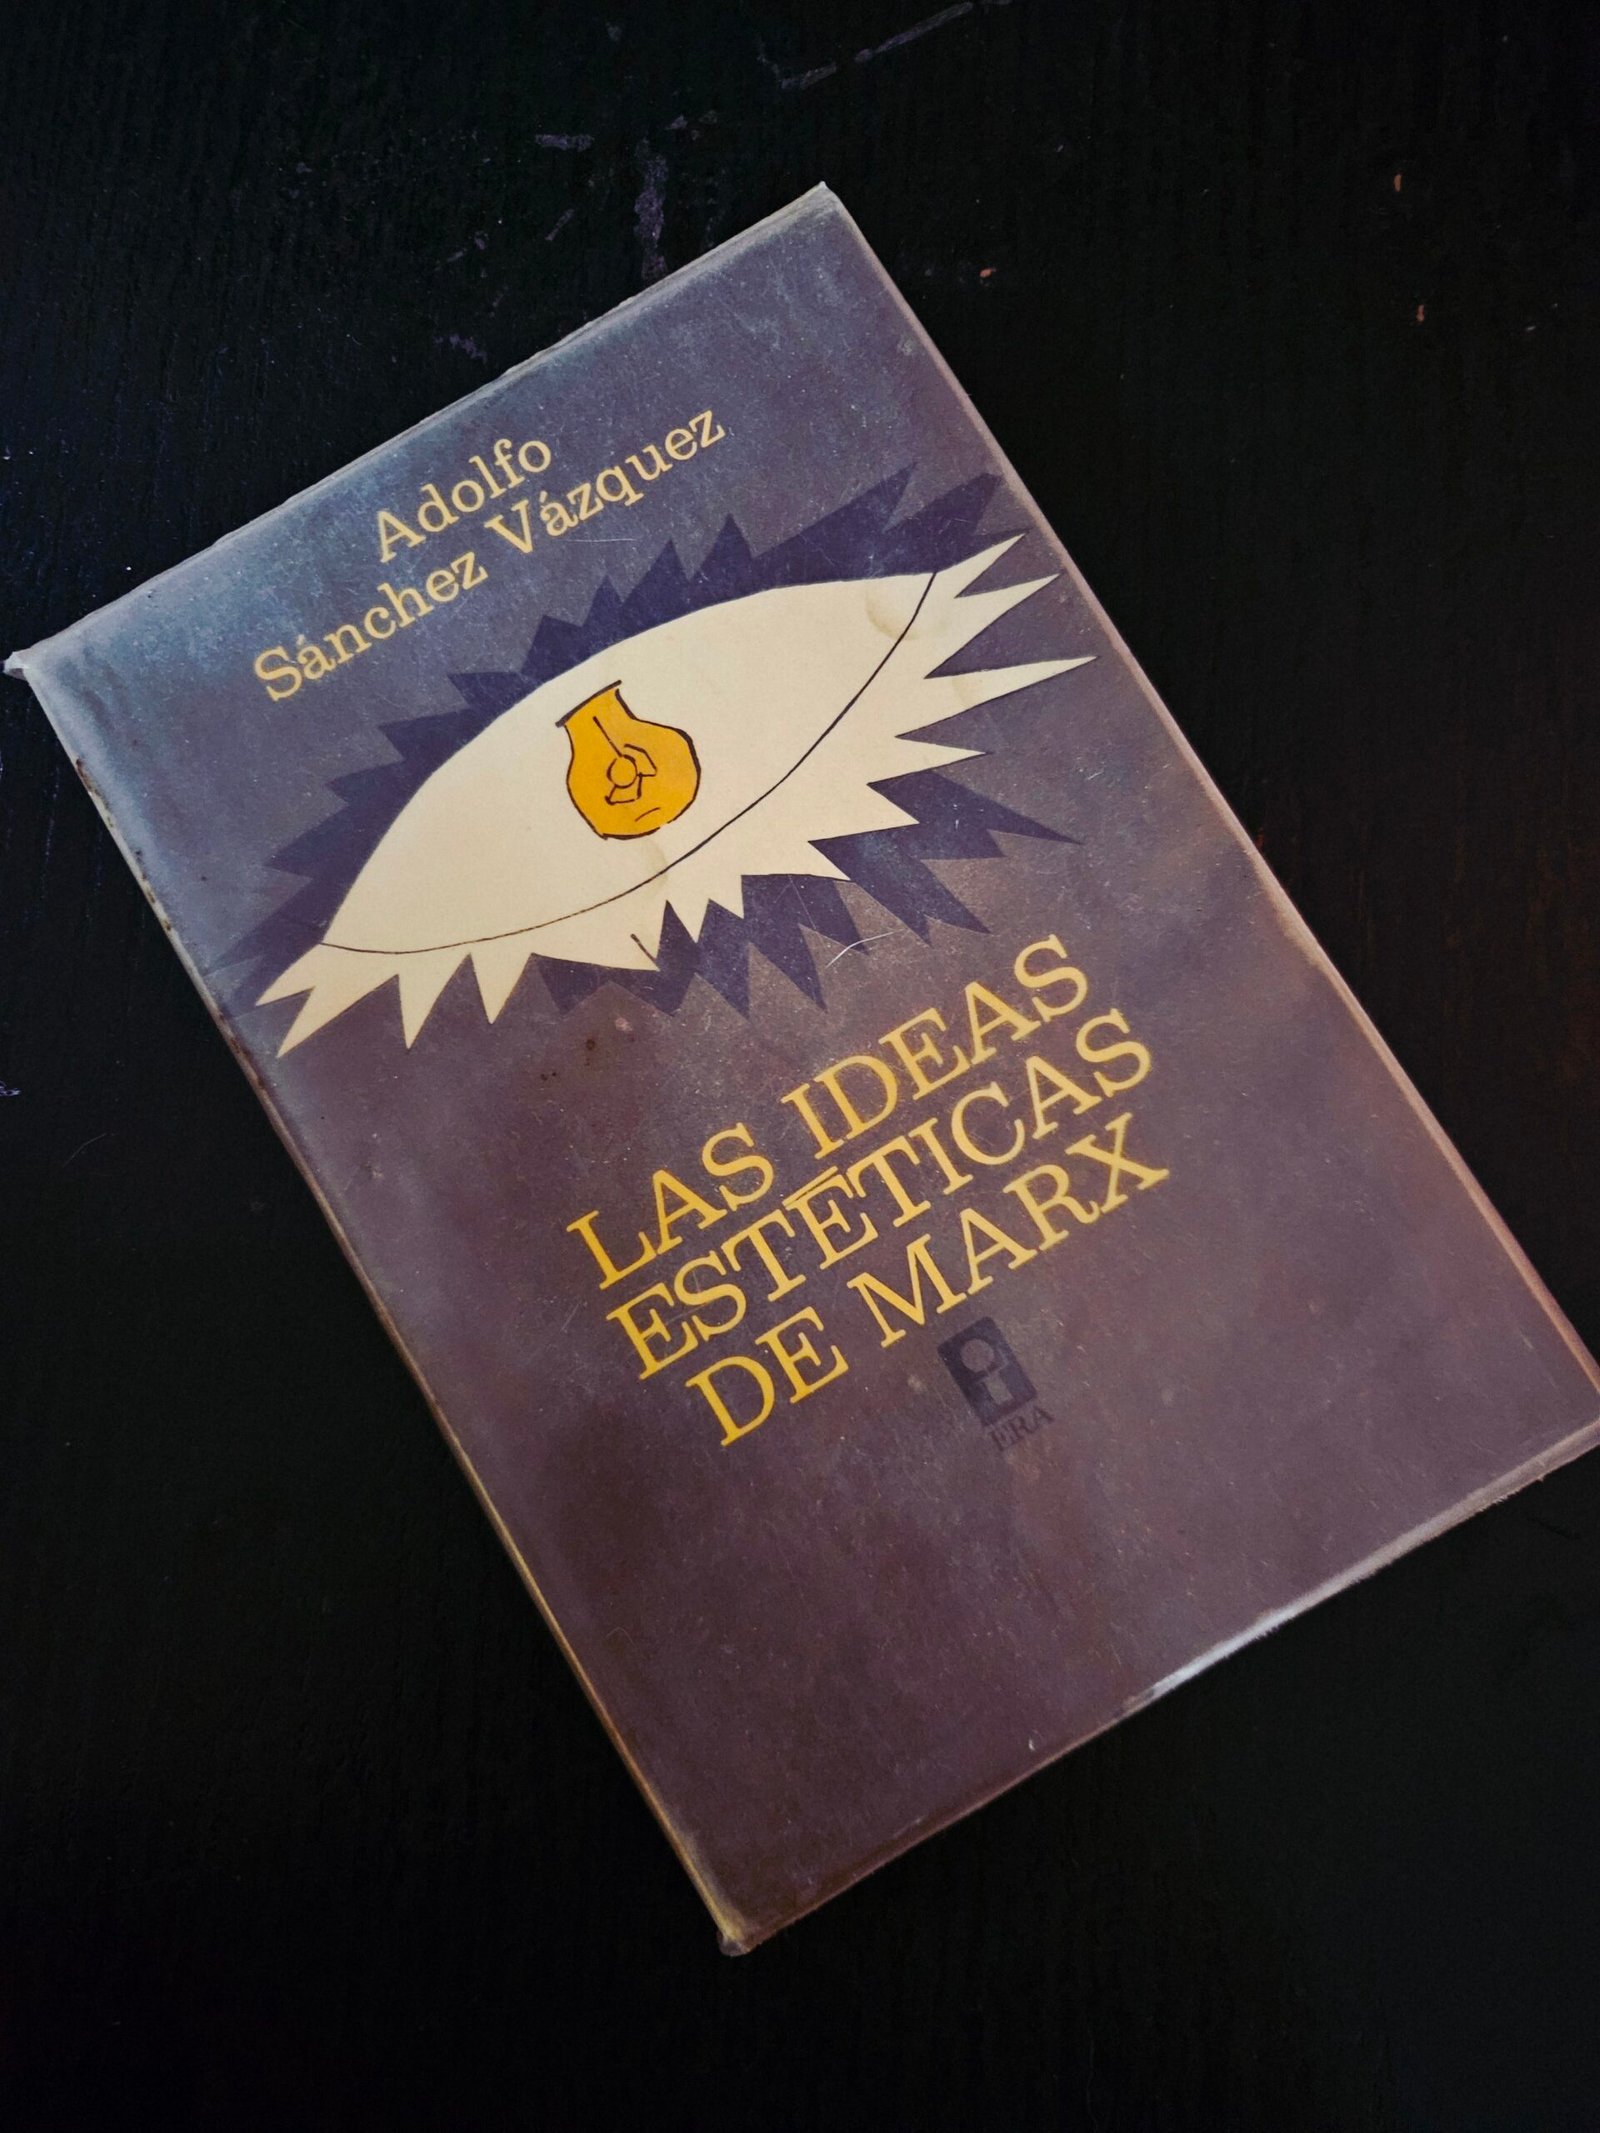 Adolfo
Sánchez Vázquez
LAS IDEAS
ESTÉTICAS
DE MARX
ERA